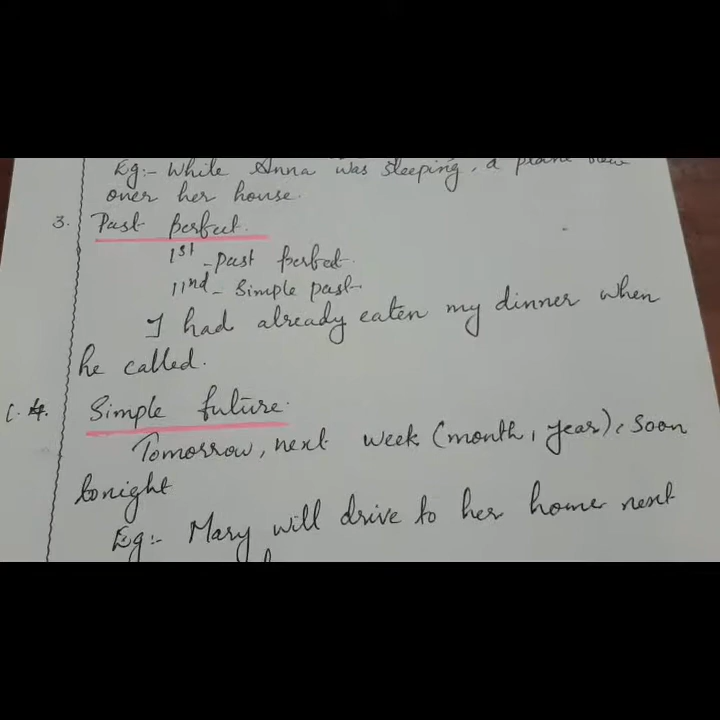 Eg:- While Anna was sleeping, a plane flew
over her house.
3. Past perfect.
1st - past perfect.
IInd - Simple past.
I had already eaten my dinner when
he called.
C. 4. Simple future.
Tomorrow, next week (month, year), soon
tonight
Eg:- Mary will drive to her home next